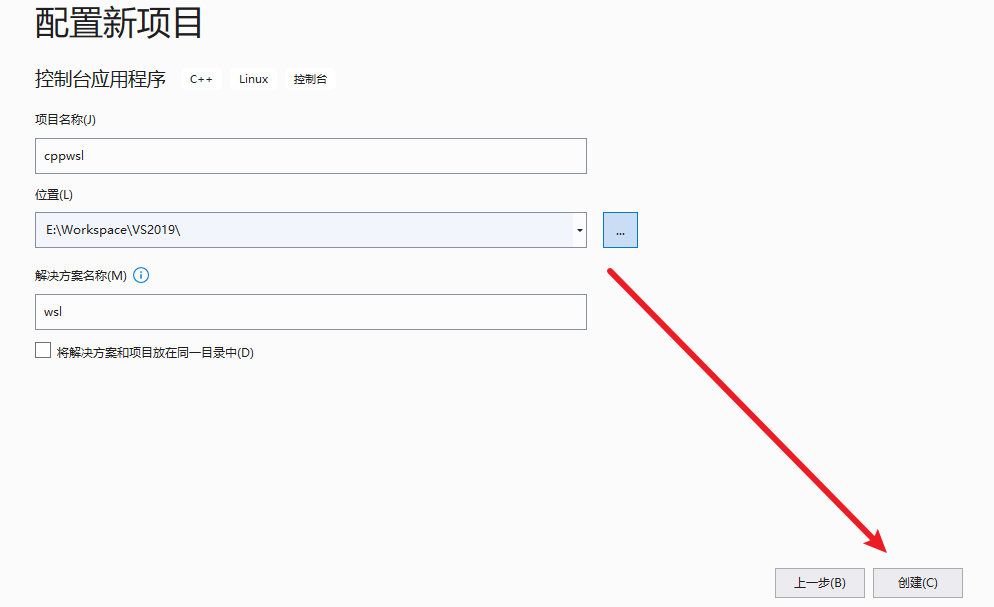 配置新项目
控制台应用程序 C++ Linux 控制台
项目名称(J)
cppwsl
位置(L)
E:\Workspace\VS2019\
...
解决方案名称(M)
wsl
将解决方案和项目放在同一目录中(D)
上一步(B) 创建(C)